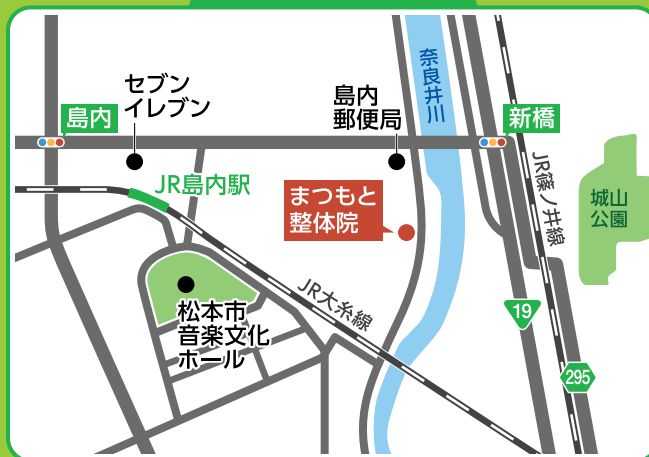 セブン
イレブン
島内
島内
郵便局
奈良井川
新橋
JR島内駅
まつもと
整体院
JR篠ノ井線
城山
公園
松本市
音楽文化
ホール
JR大糸線
19
295